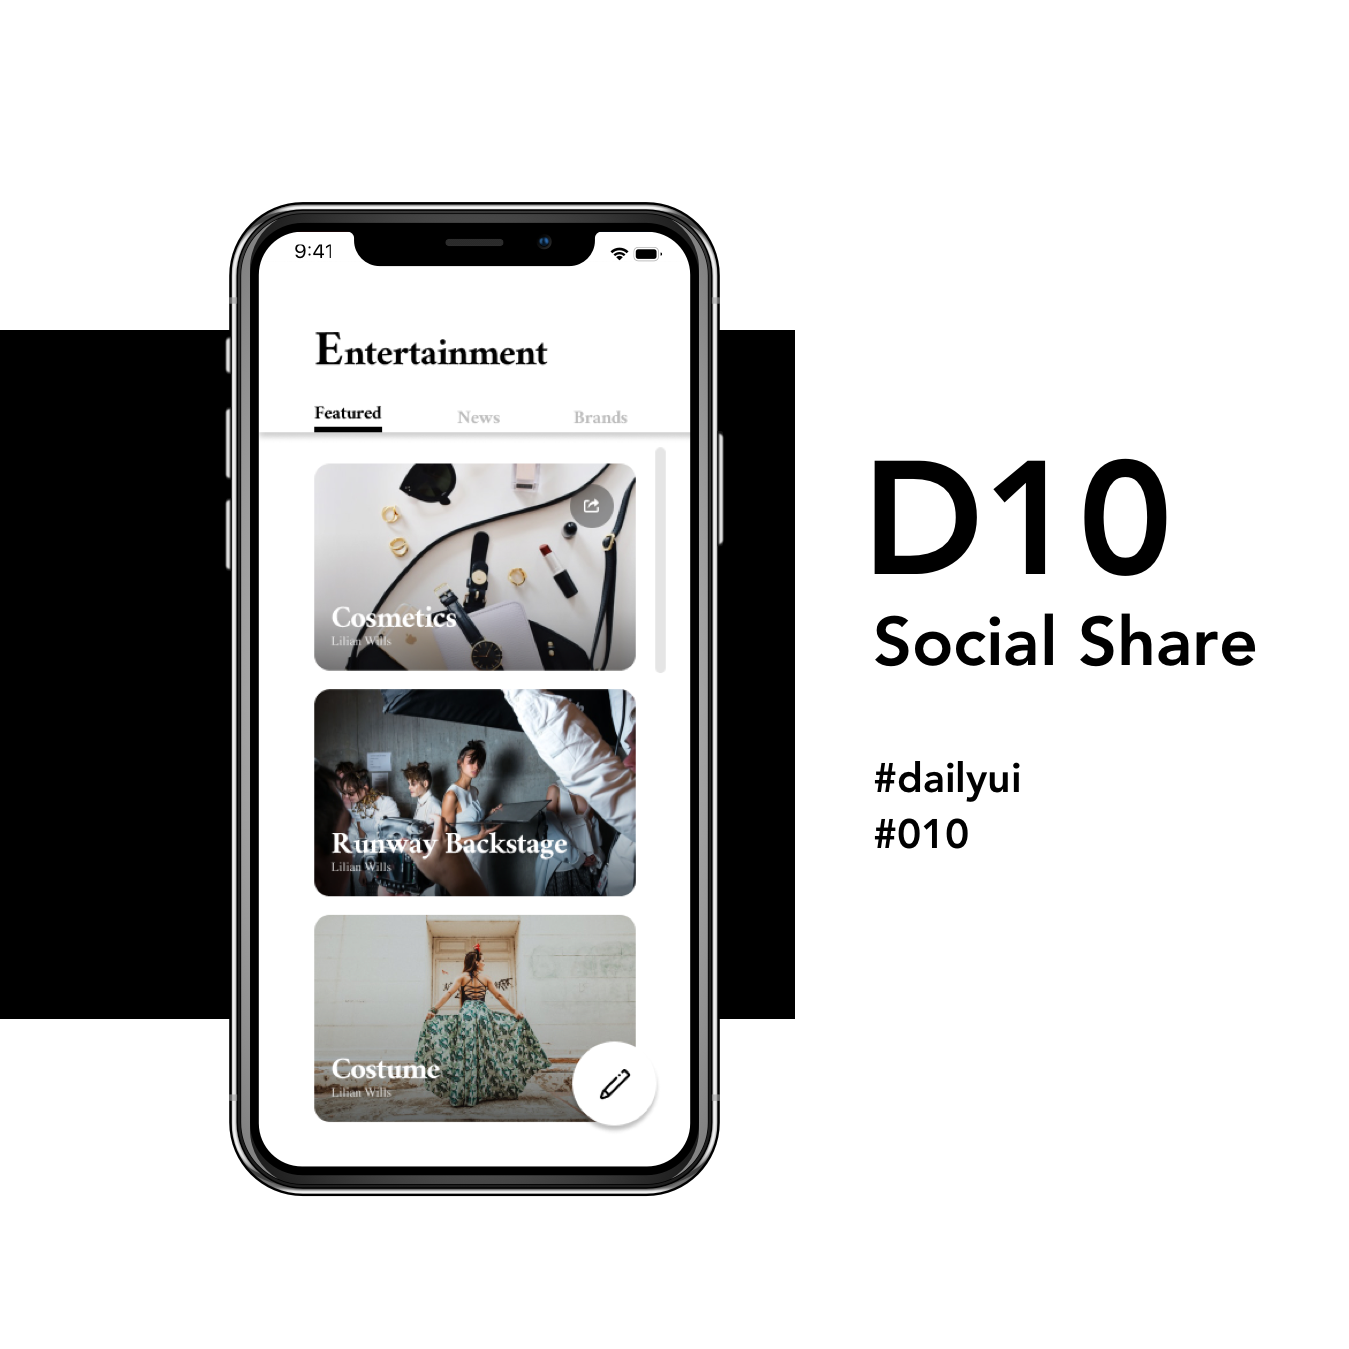 9:41
Entertainment
Featured News Brands
Cosmetics
Lilian Wills
Runway Backstage
Lilian Wills
Costume
Lilian Wills
D10
Social Share
#dailyui
#010